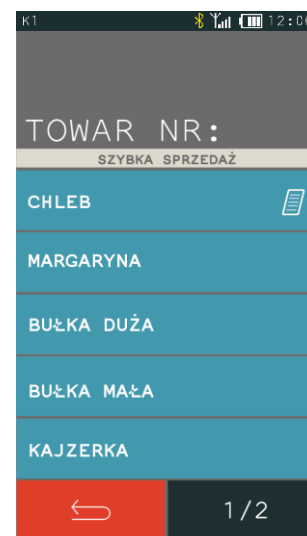 K1 12:00
TOWAR NR:
SZYBKA SPRZEDAŻ
CHLEB
MARGARYNA
BUŁKA DUŻA
BUŁKA MAŁA
KAJZERKA
1/2